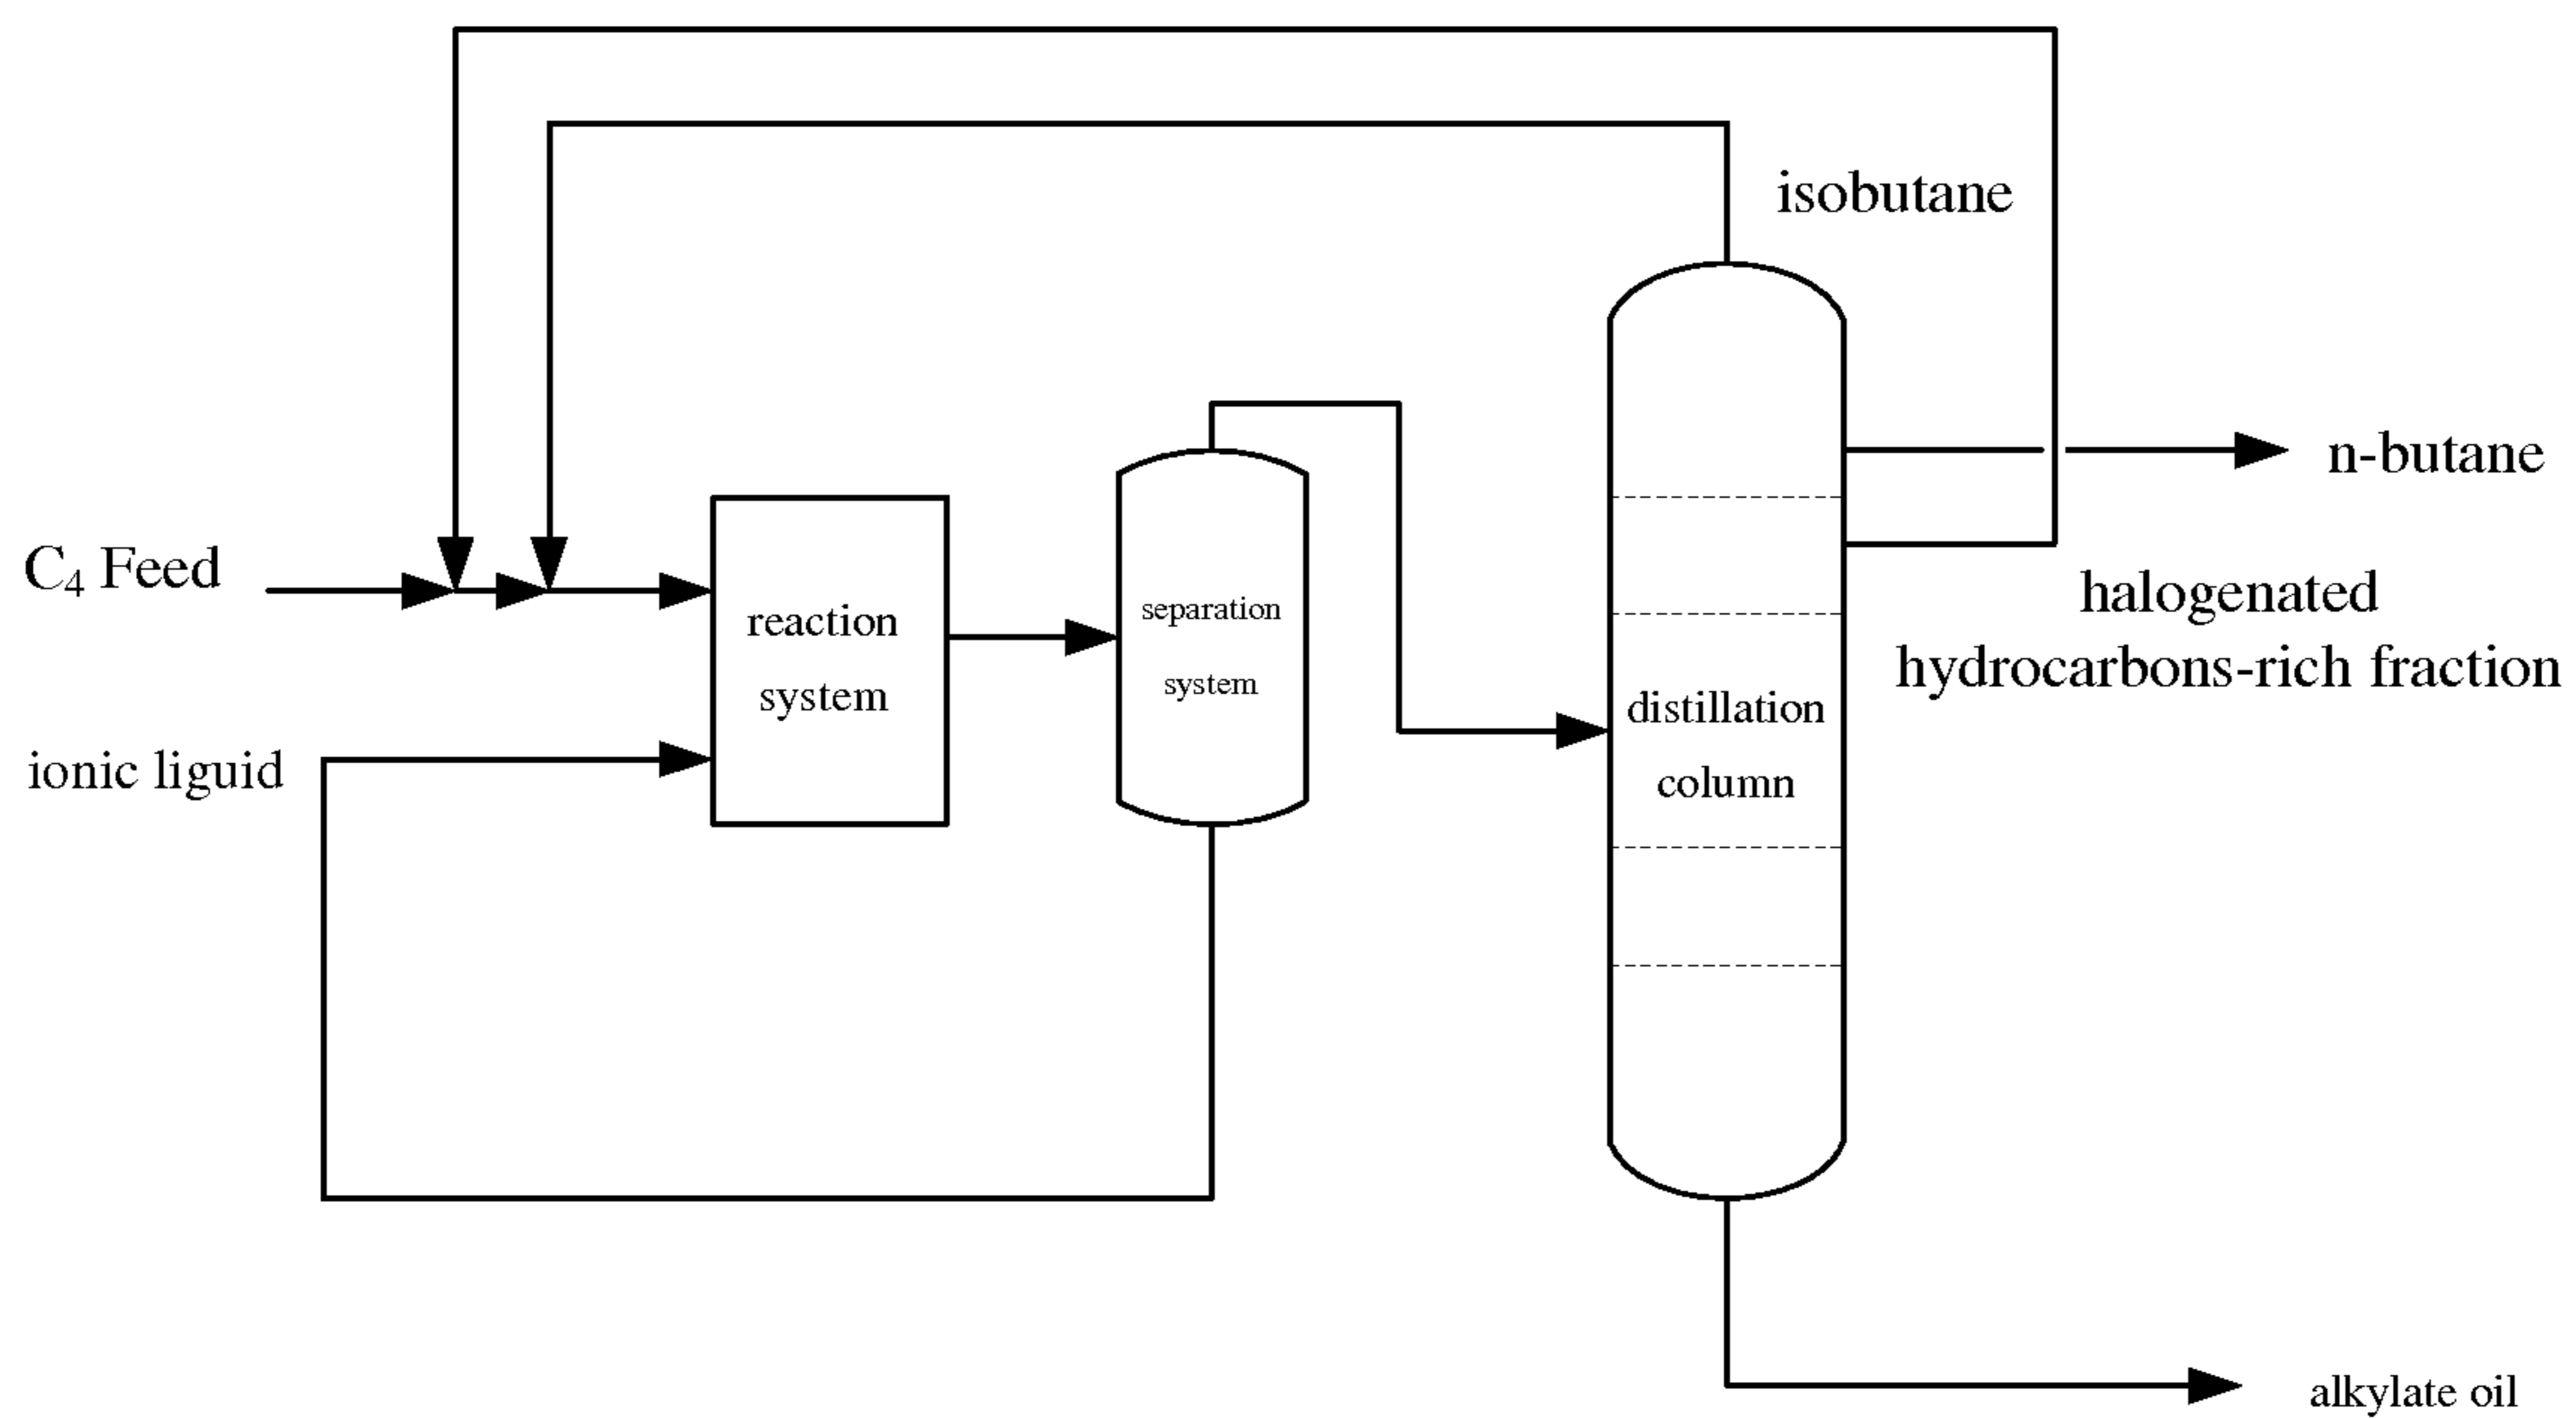 isobutane
n-butane
C₄ Feed
halogenated
hydrocarbons-rich fraction
reaction
system
separation
system
distillation
column
ionic liguid
alkylate oil